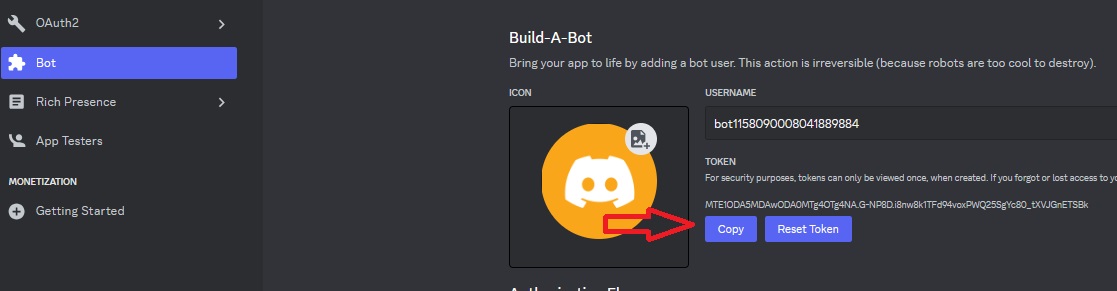 OAuth2
Bot
Rich Presence
App Testers
MONETIZATION
Getting Started
Build-A-Bot
Bring your app to life by adding a bot user. This action is irreversible (because robots are too cool to destroy).
ICON
USERNAME
bot1158090008041889884
TOKEN
For security purposes, tokens can only be viewed once, when created. If you forgot or lost access to
MTE1ODA5MDAwODA0MTg4OTg4NA.G-NP8D.i8nw8k1TFd94voxPWQ25SgYc8O_tXVJGnETSBk
Copy
Reset Token